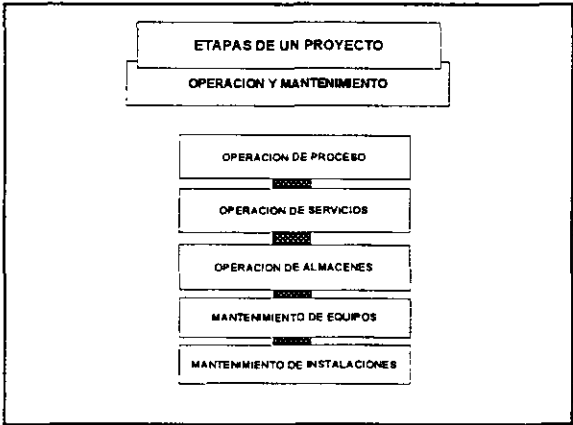 ETAPAS DE UN PROYECTO
OPERACION Y MANTENIMIENTO
OPERACION DE PROCESO
OPERACION DE SERVICIOS
OPERACION DE ALMACENES
MANTENIMIENTO DE EQUIPOS
MANTENIMIENTO DE INSTALACIONES